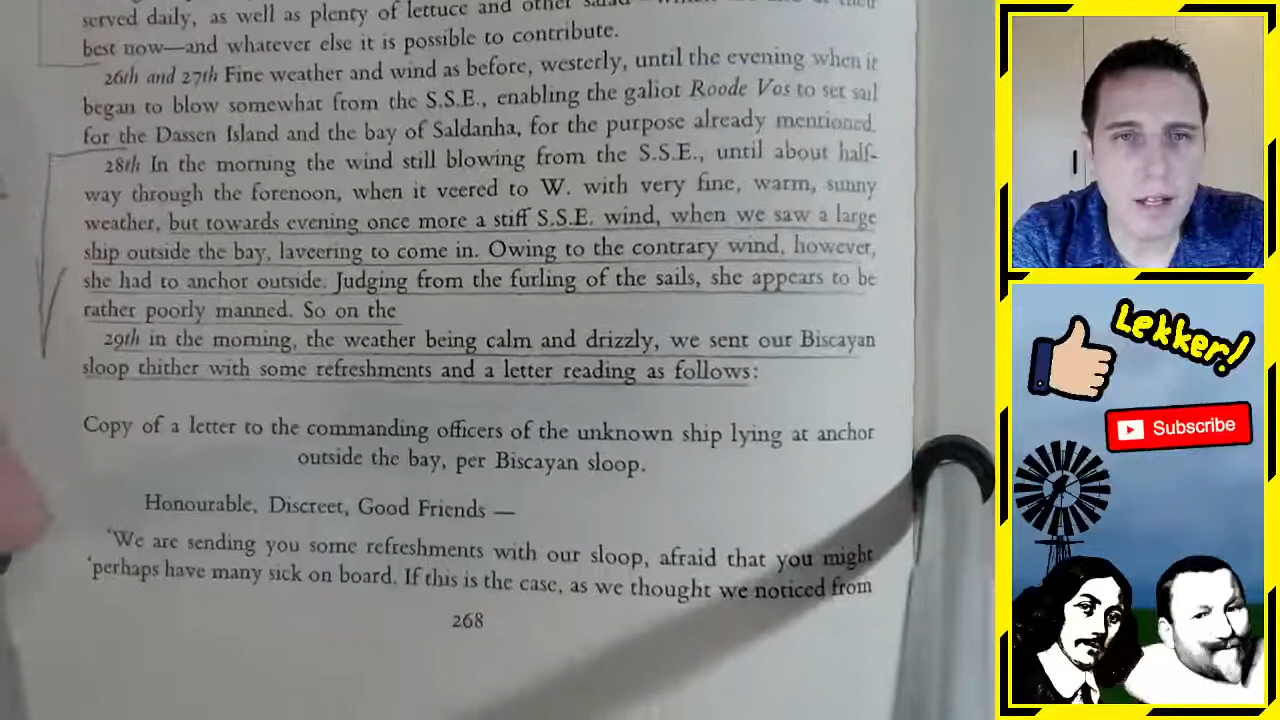 served daily, as well as plenty of lettuce and other
best now—and whatever else it is possible to contribute.
26th and 27th Fine weather and wind as before, westerly, until the evening when it
began to blow somewhat from the S.S.E., enabling the galiot Roode Vos to set sail
for the Dassen Island and the bay of Saldanha, for the purpose already mentioned.
28th In the morning the wind still blowing from the S.S.E., until about half-
way through the forenoon, when it veered to W. with very fine, warm, sunny
weather, but towards evening once more a stiff S.S.E. wind, when we saw a large
ship outside the bay, laveering to come in. Owing to the contrary wind, however,
she had to anchor outside. Judging from the furling of the sails, she appears to be
rather poorly manned. So on the
29th in the morning, the weather being calm and drizzly, we sent our Biscayan
sloop thither with some refreshments and a letter reading as follows:
Copy of a letter to the commanding officers of the unknown ship lying at anchor
outside the bay, per Biscayan sloop.
Honourable, Discreet, Good Friends —
'We are sending you some refreshments with our sloop, afraid that you might
'perhaps have many sick on board. If this is the case, as we thought we noticed from
268
Lekker!
Subscribe